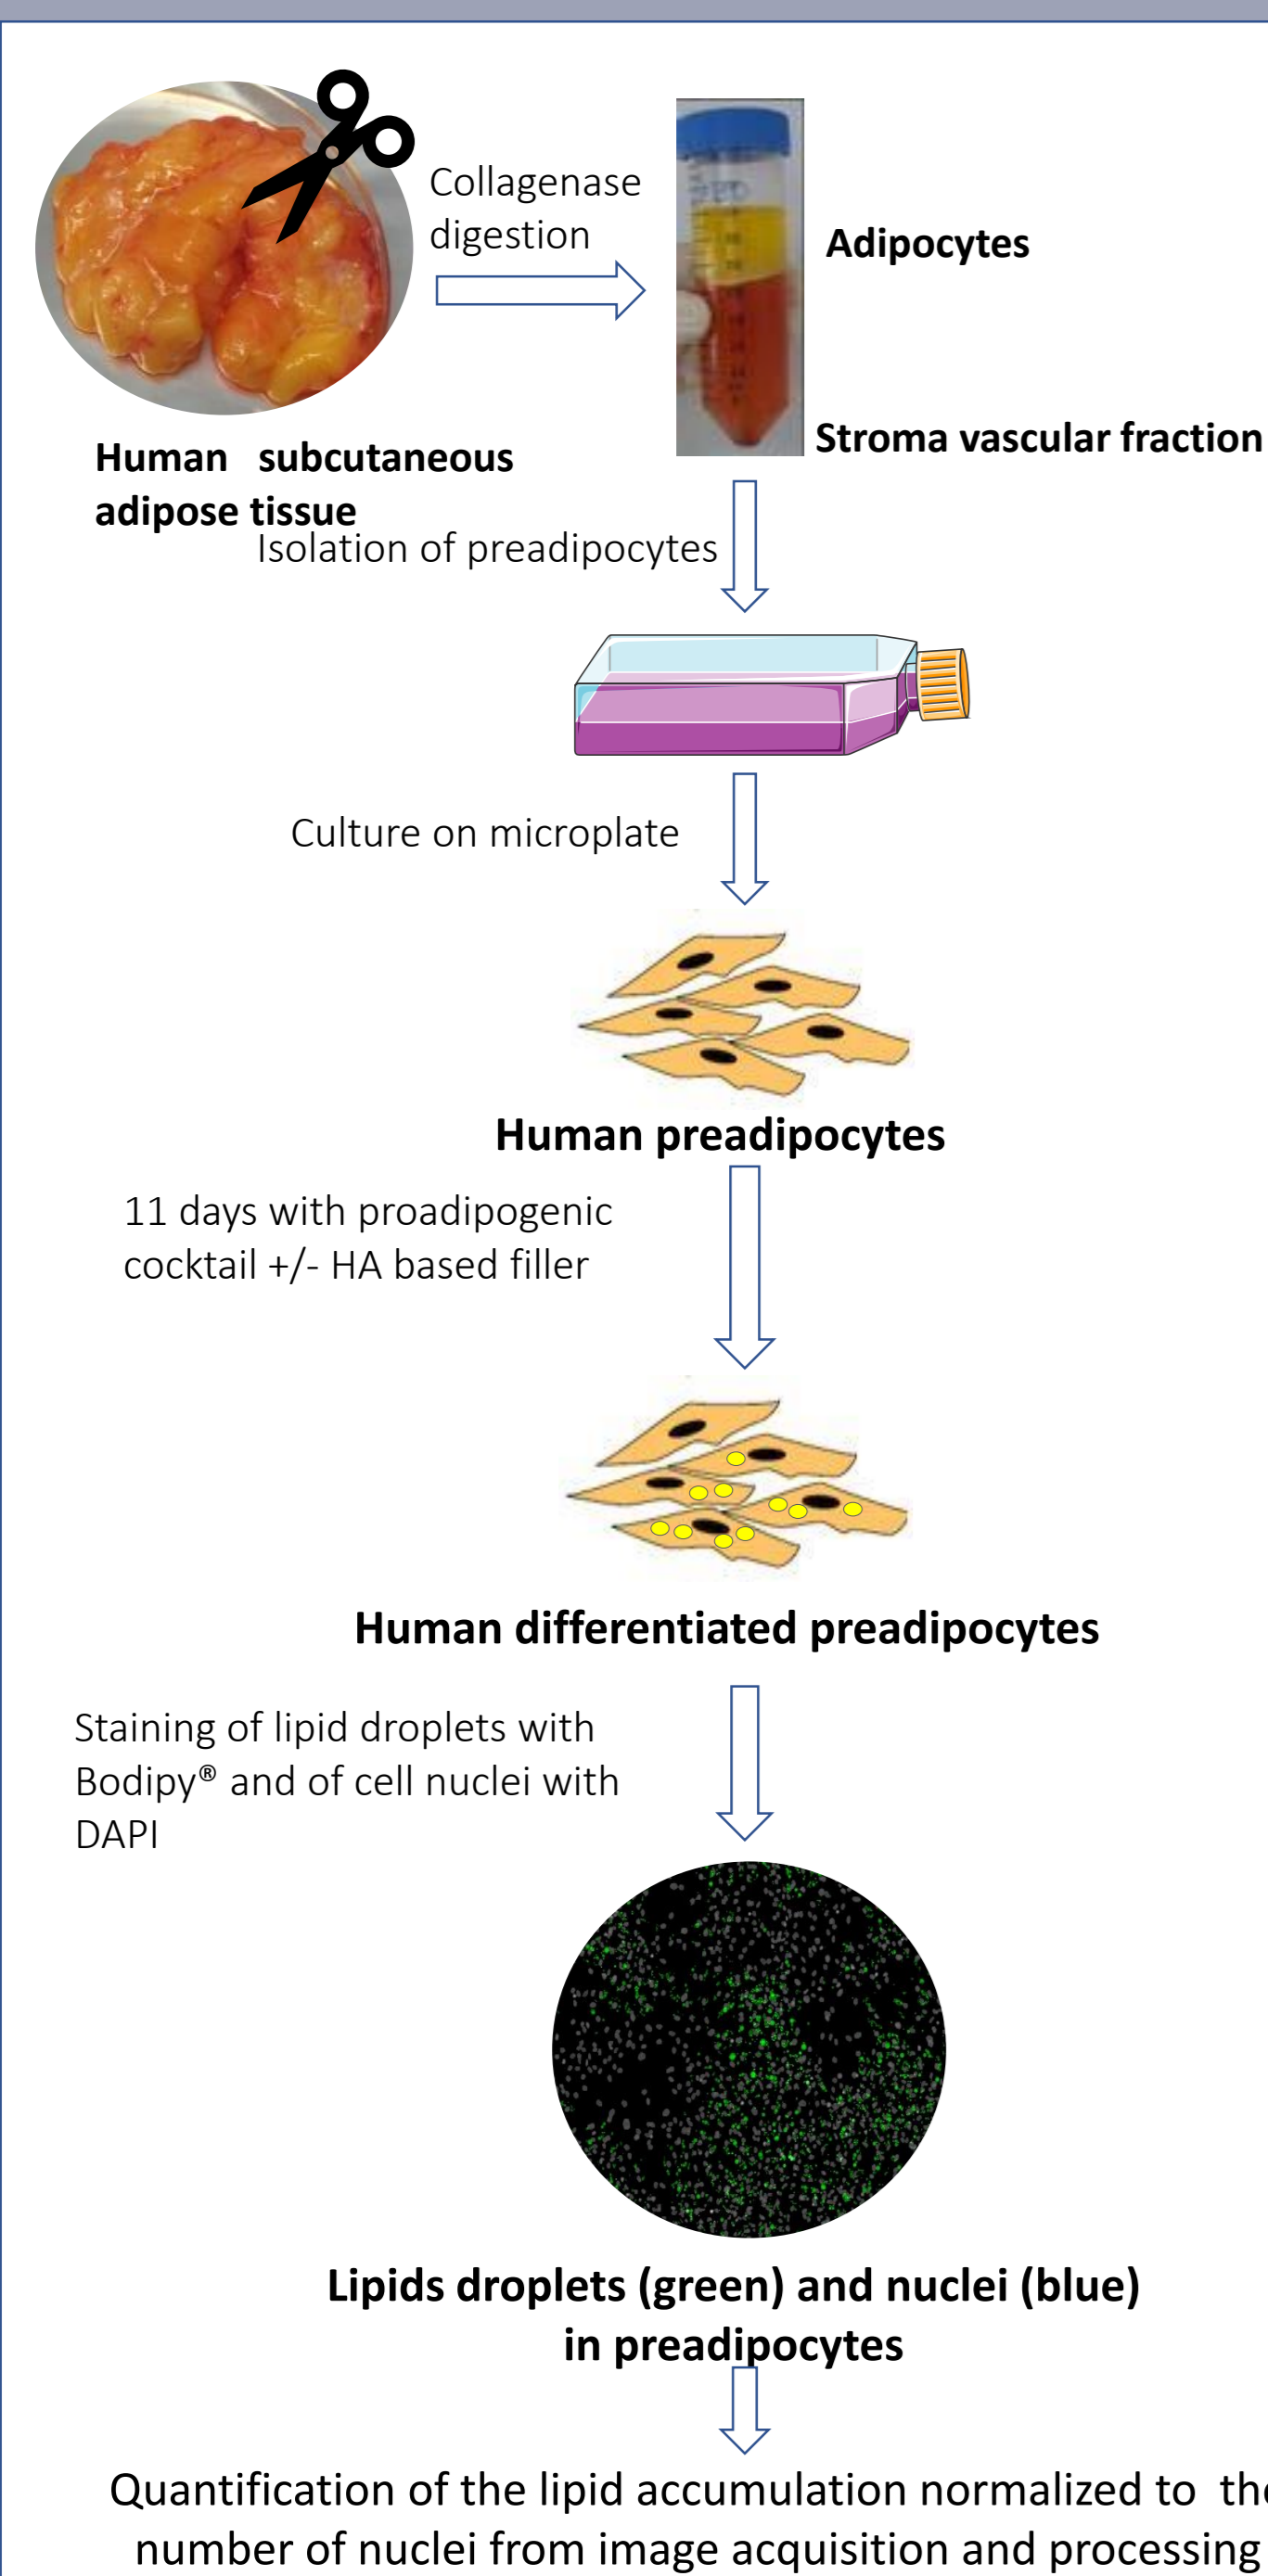 Collagenase
digestion
Adipocytes
Stroma vascular fraction
Human subcutaneous
adipose tissue
Isolation of preadipocytes
Culture on microplate
Human preadipocytes
11 days with proadipogenic
cocktail +/- HA based filler
Human differentiated preadipocytes
Staining of lipid droplets with
Bodipy® and of cell nuclei with
DAPI
Lipids droplets (green) and nuclei (blue)
in preadipocytes
Quantification of the lipid accumulation normalized to the
number of nuclei from image acquisition and processing